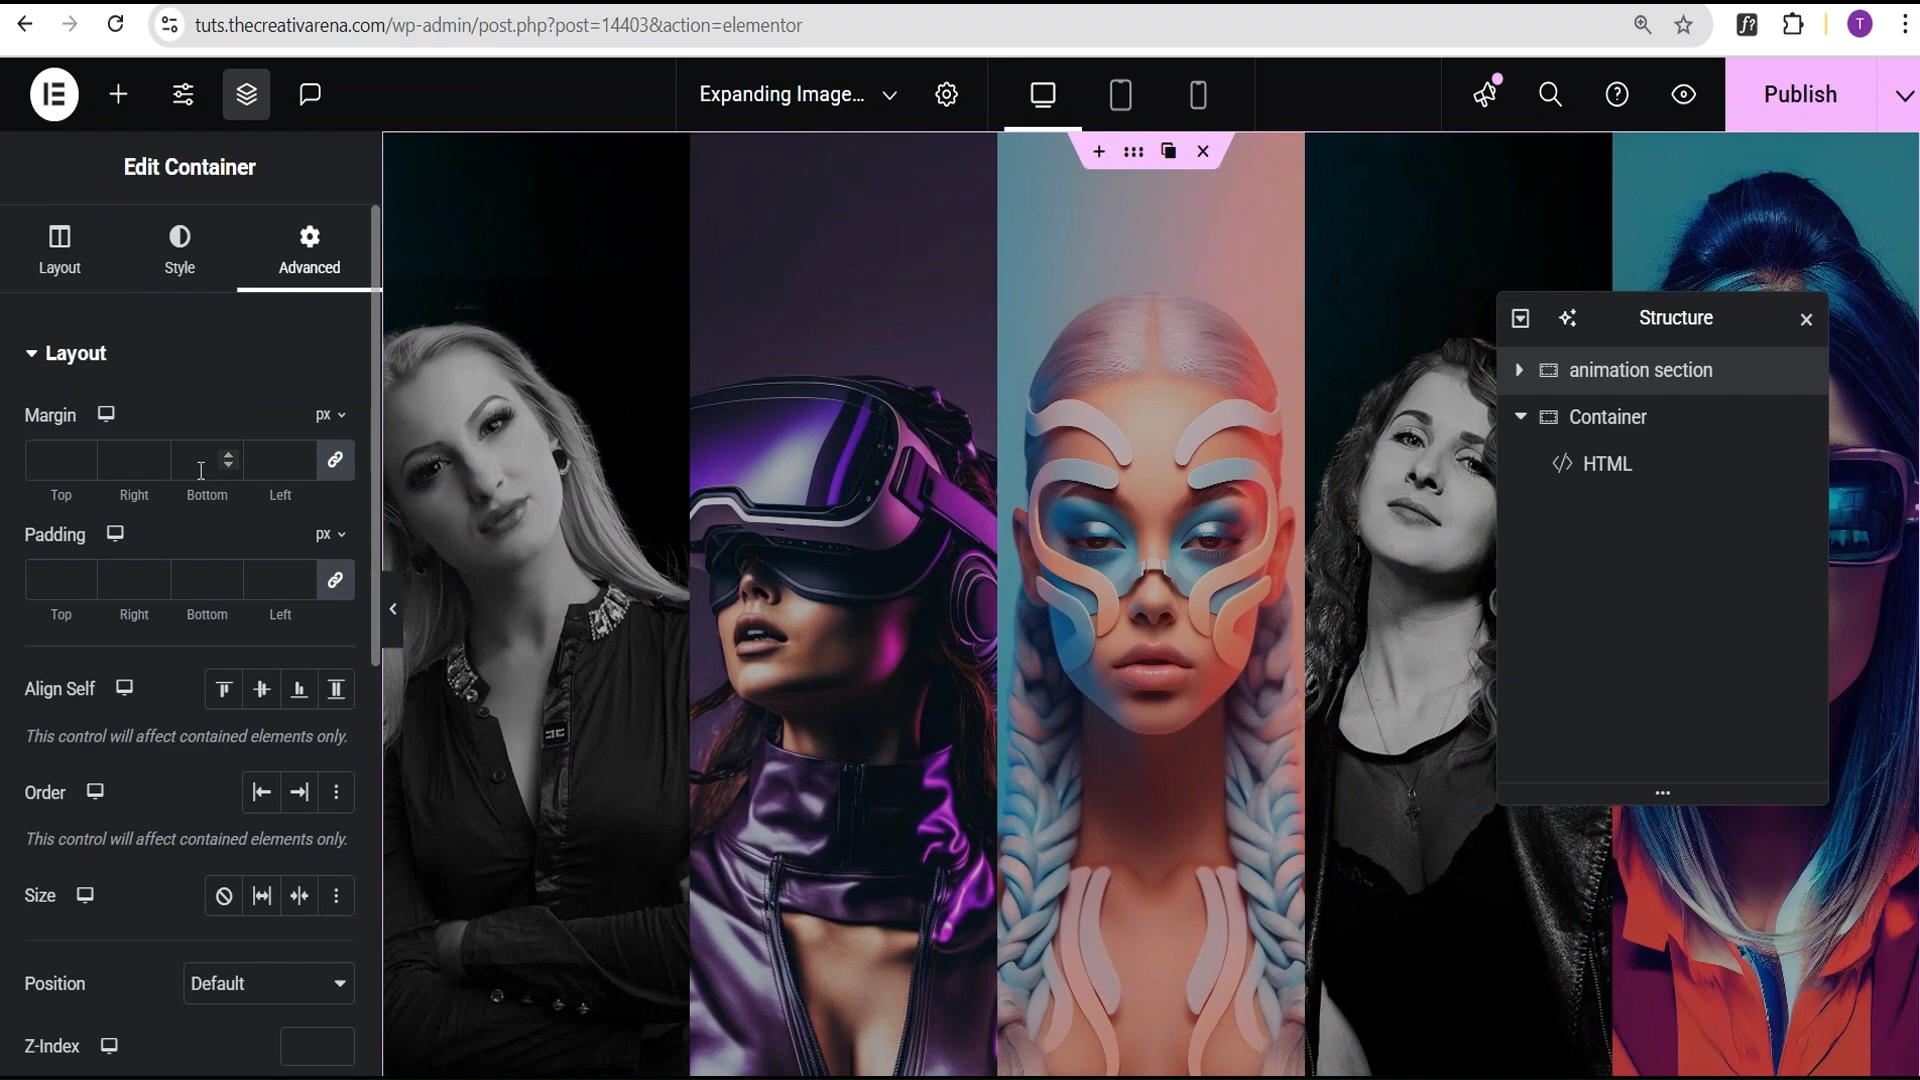 tuts.thecreativarena.com/wp-admin/post.php?post=14403&action=elementor
T
Expanding Image...
Publish
Edit Container
Layout
Style
Advanced
Layout
Margin
px
Top
Right
Bottom
Left
Padding
px
Top
Right
Bottom
Left
Align Self
This control will affect contained elements only.
Order
This control will affect contained elements only.
Size
Position
Default
Z-Index
Structure
animation section
Container
HTML